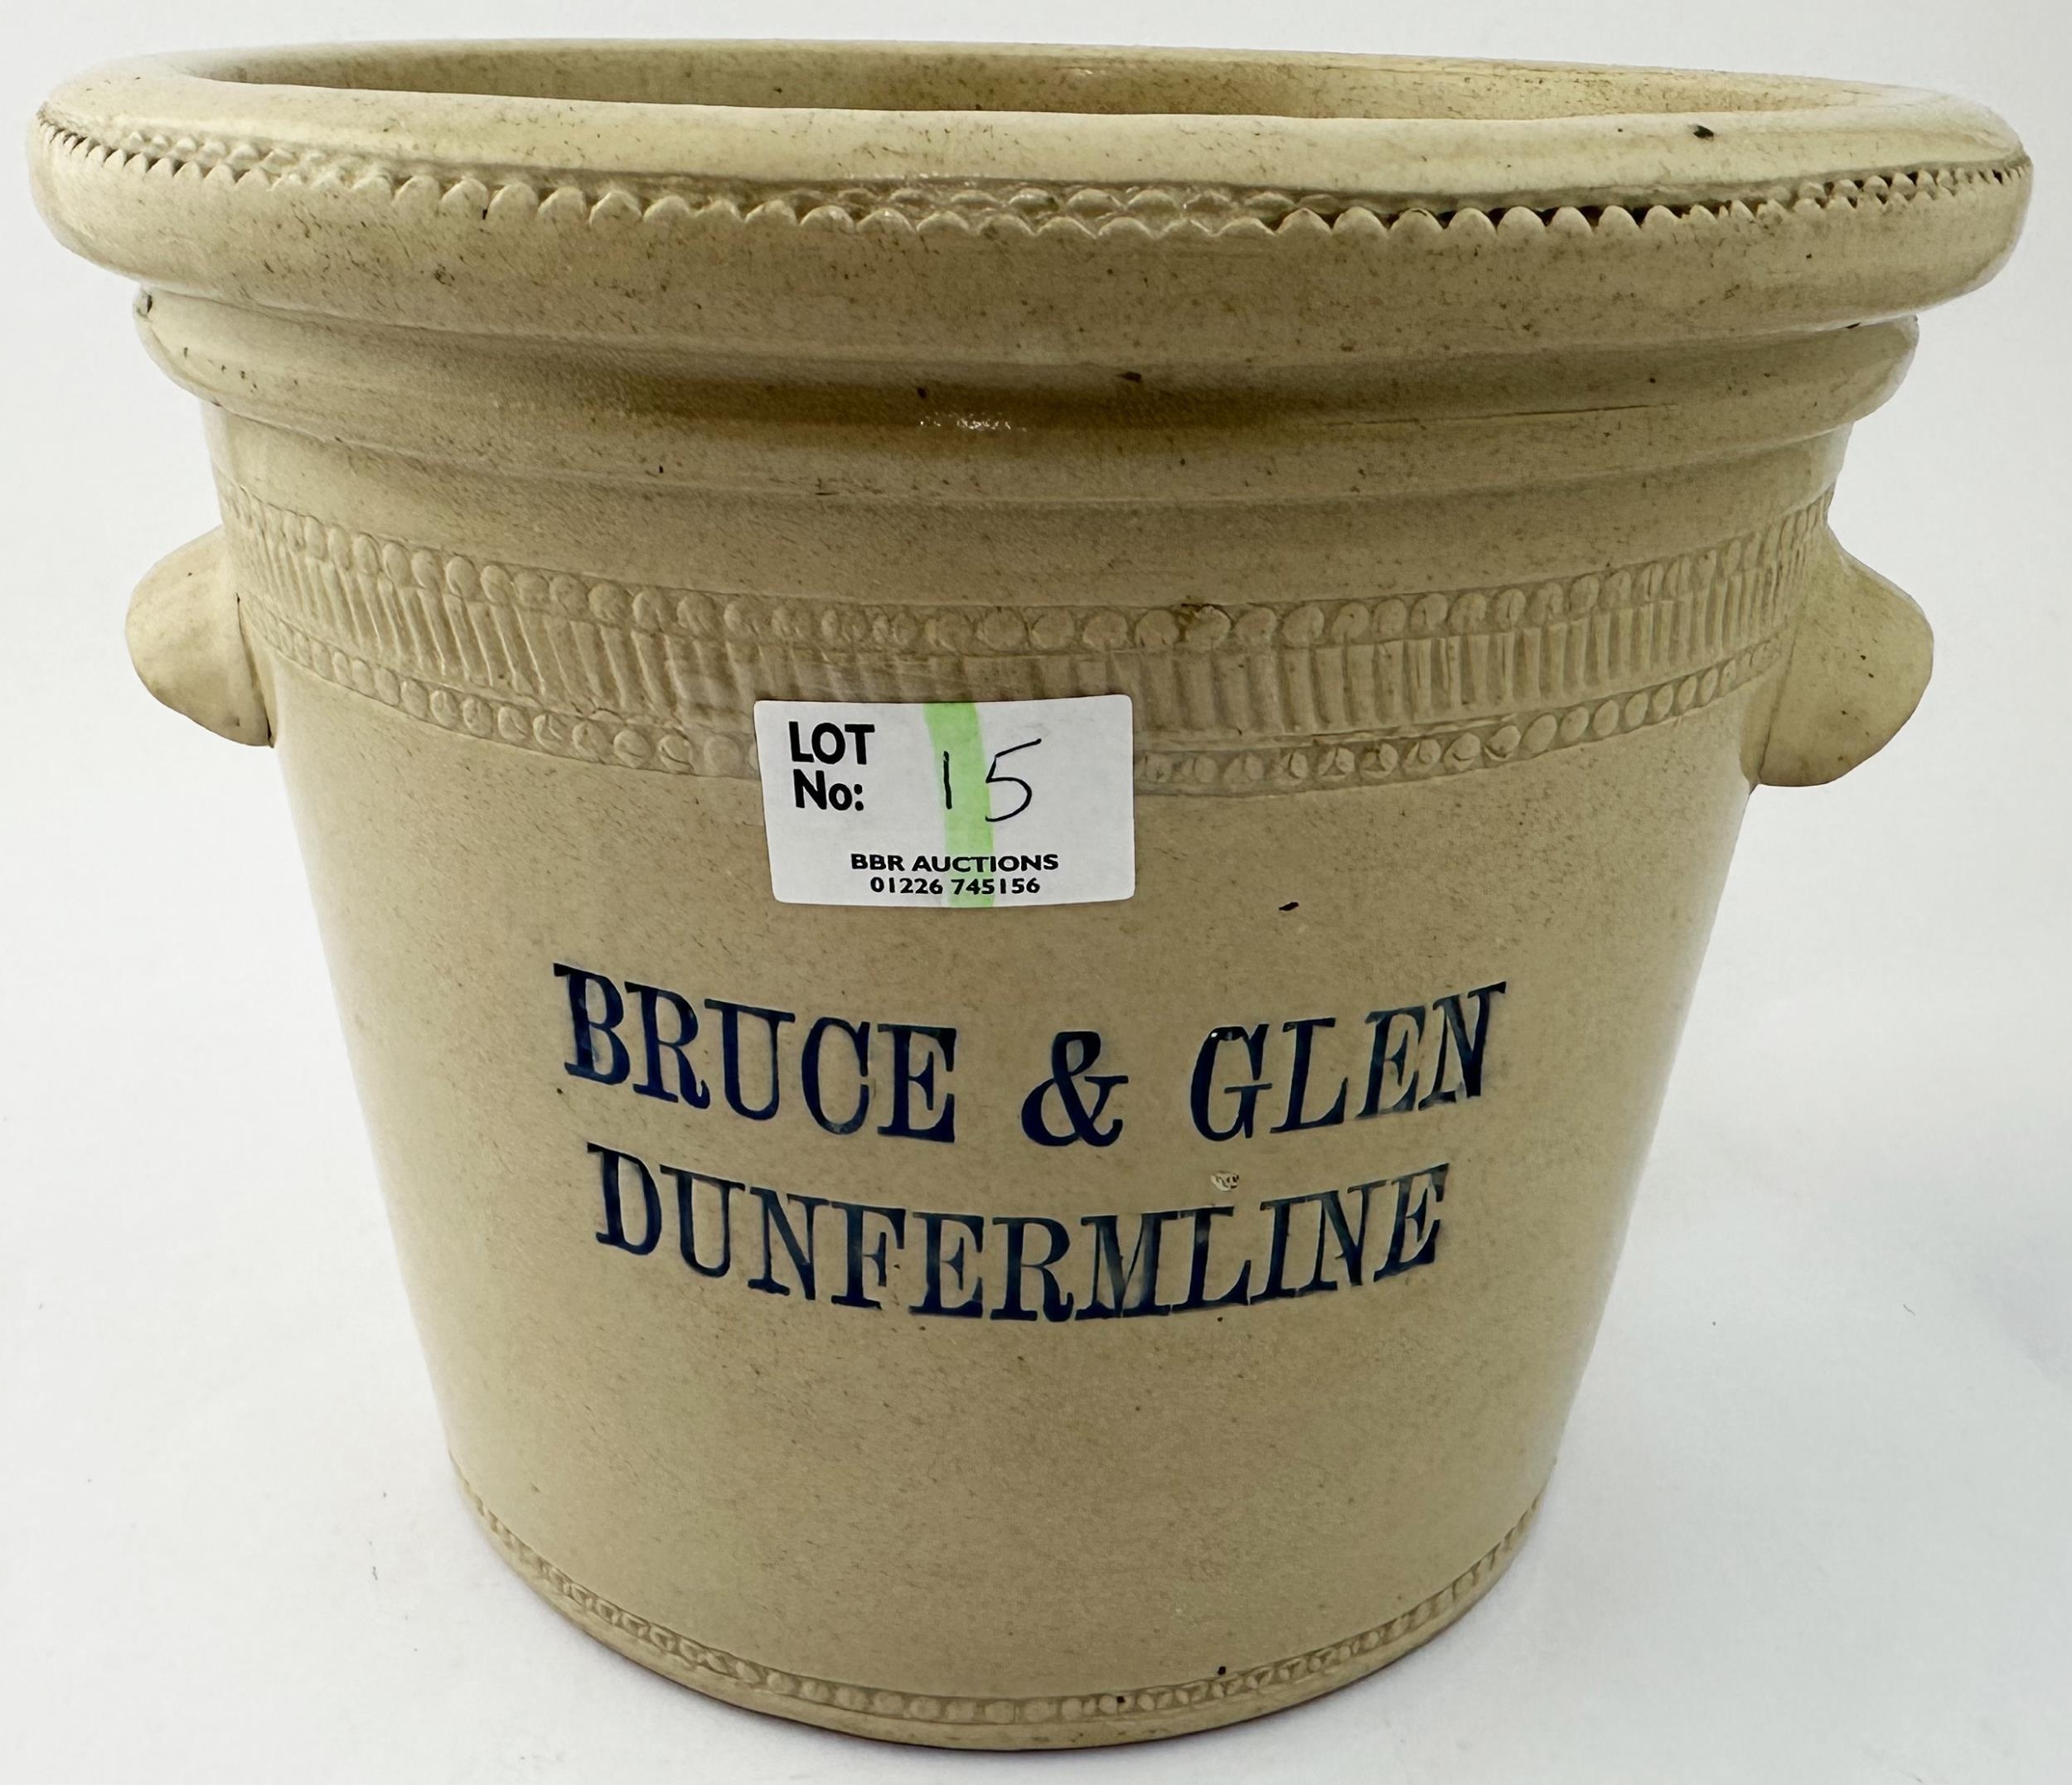 LOT
No: 15
BBR AUCTIONS
01226 745156
BRUCE & GLEN
DUNFERMLINE